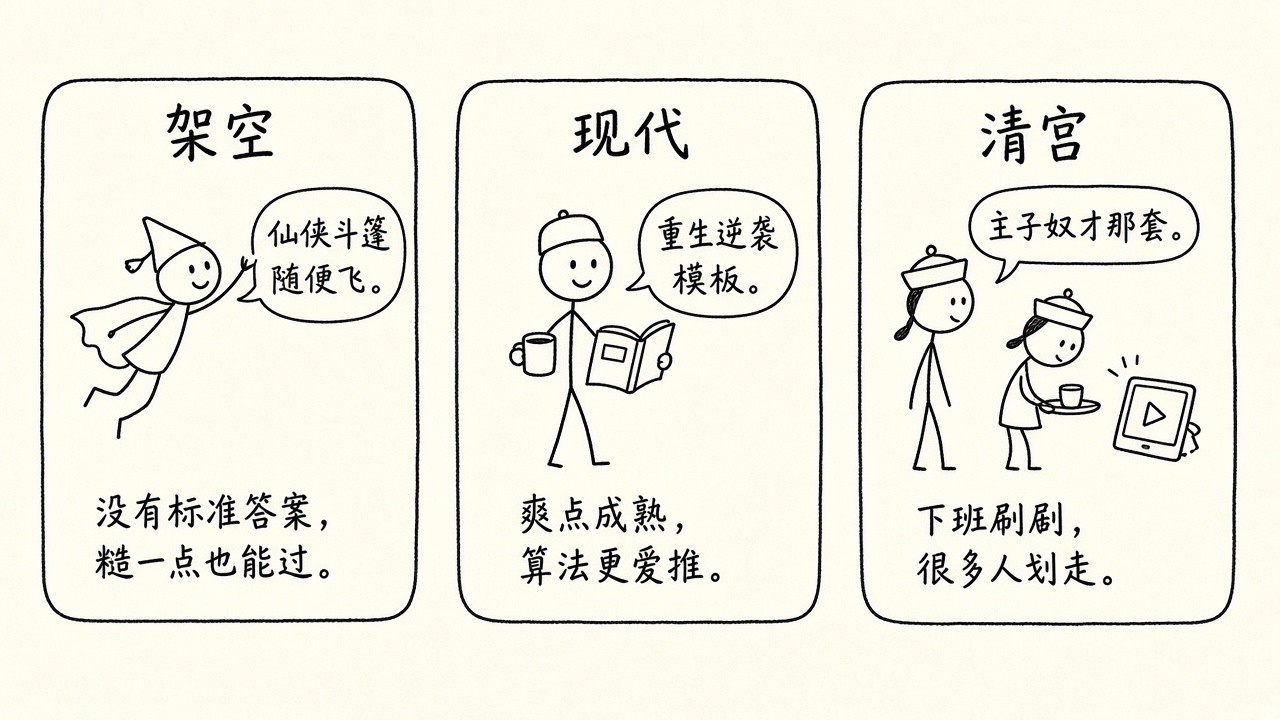 架空
仙侠斗篷
随便飞。
没有标准答案，
糙一点也能过。
现代
重生逆袭
模板。
爽点成熟，
算法更爱推。
清宫
主子奴才那套。
下班刷剧，
很多人划走。